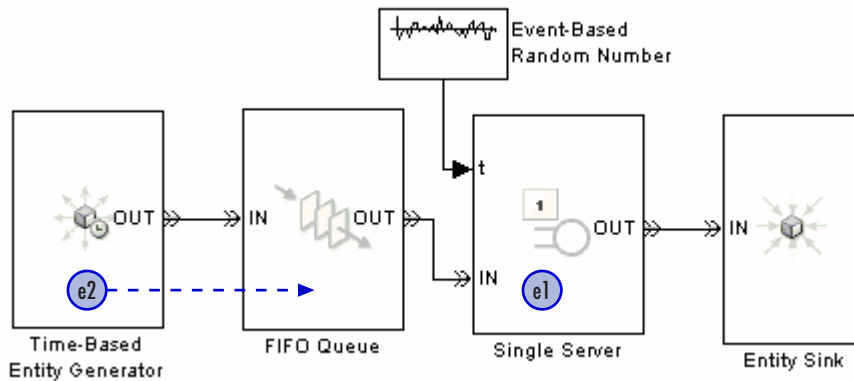 Event-Based
Random Number
OUT
IN
OUT
t
IN
1
OUT
IN
e2
e1
Time-Based
Entity Generator
FIFO Queue
Single Server
Entity Sink